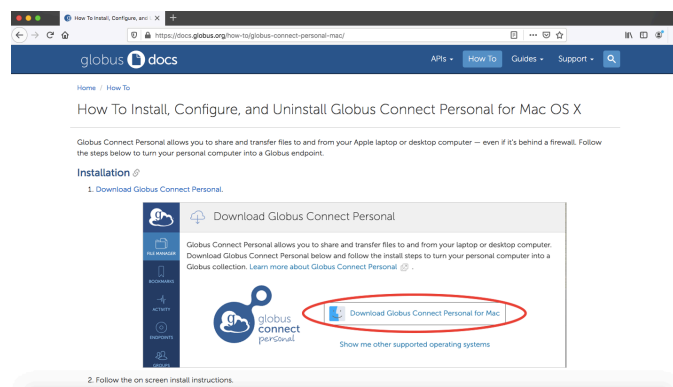 How To Install, Configure, and
https://docs.globus.org/how-to/globus-connect-personal-mac/
globus docs
APIs
How To
Guides
Support
Home / How To
How To Install, Configure, and Uninstall Globus Connect Personal for Mac OS X
Globus Connect Personal allows you to share and transfer files to and from your Apple laptop or desktop computer — even if it's behind a firewall. Follow
the steps below to turn your personal computer into a Globus endpoint.
Installation
1. Download Globus Connect Personal.
Download Globus Connect Personal
FILE MANAGER
BOOKMARKS
ACTIVITY
ENDPOINTS
GROUPS
Globus Connect Personal allows you to share and transfer files to and from your laptop or desktop computer.
Download Globus Connect Personal below and follow the install steps to turn your personal computer into a
Globus collection. Learn more about Globus Connect Personal .
globus
connect
personal
Download Globus Connect Personal for Mac
Show me other supported operating systems
2. Follow the on screen install instructions.